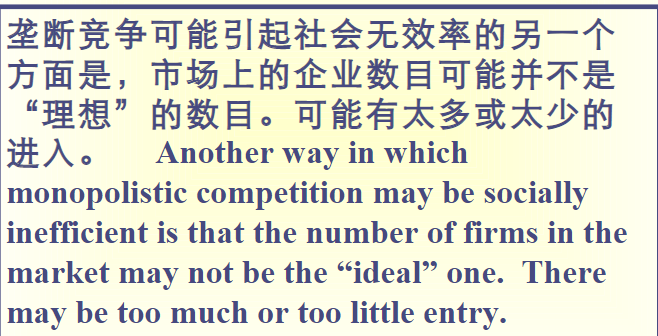 垄断竞争可能引起社会无效率的另一个
方面是，市场上的企业数目可能并不是
“理想”的数目。可能有太多或太少的
进入。 Another way in which
monopolistic competition may be socially
inefficient is that the number of firms in the
market may not be the “ideal” one. There
may be too much or too little entry.